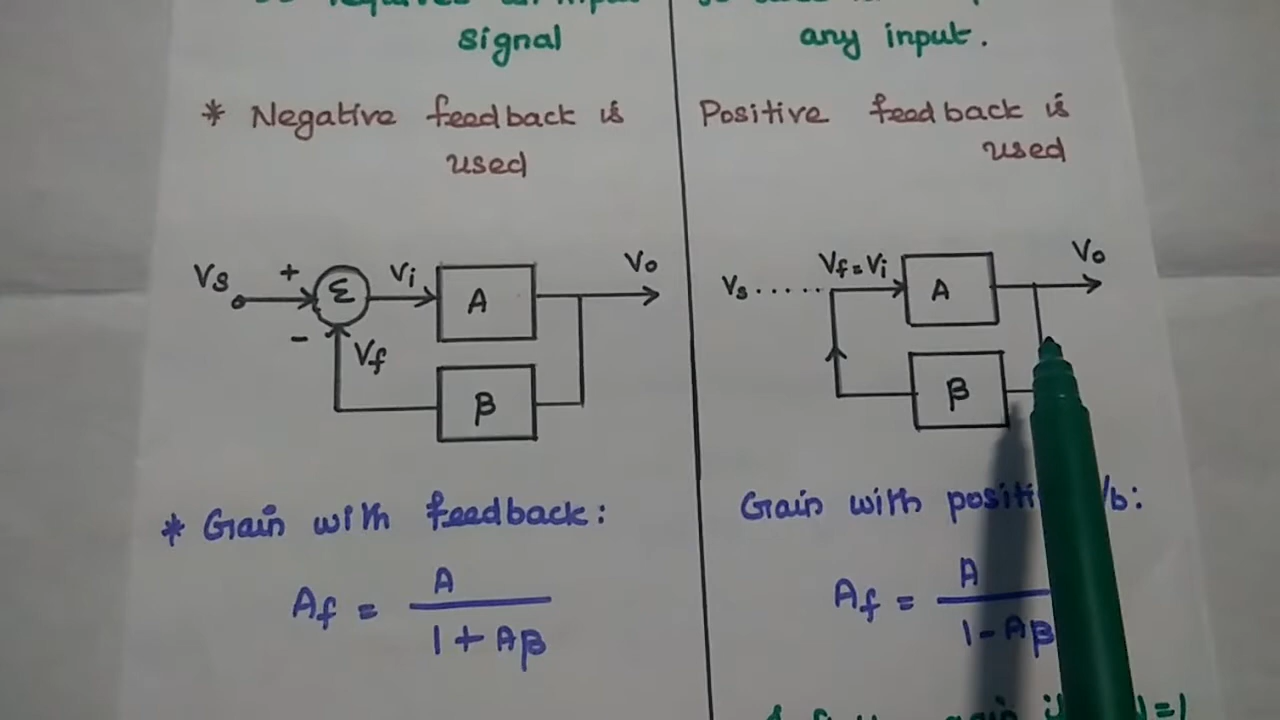 signal
any input.
* Negative feedback is
used
Positive feedback is
used
Vs + Σ Vi A Vo
- Vf
β
Vs..... Vf = Vi A Vo
β
* Gain with feedback:
Af = A
1 + Aβ
Gain with /b:
Af = A
1 - Aβ